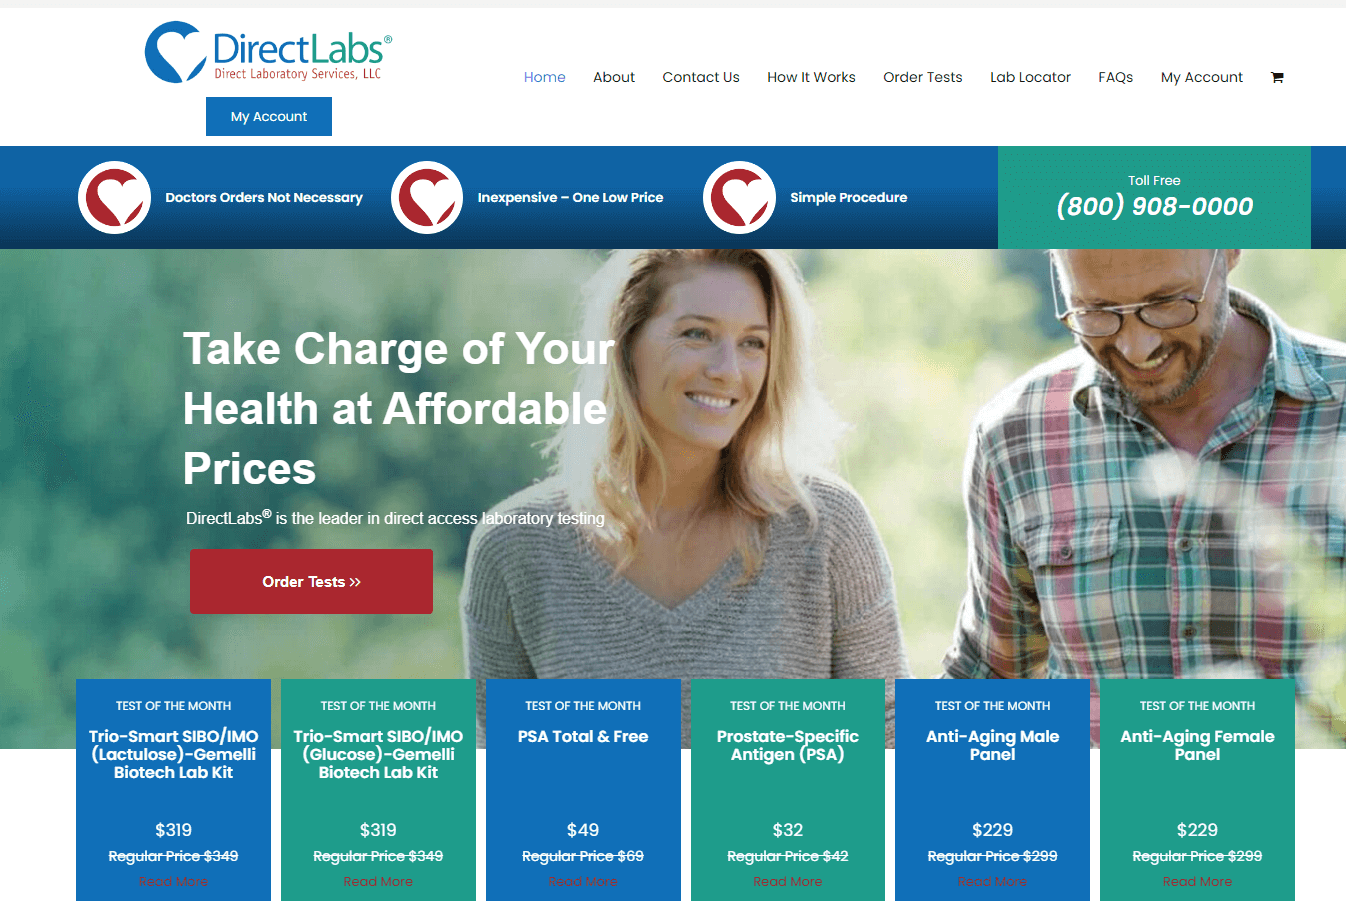 DirectLabs®
Direct Laboratory Services, LLC
My Account
Home About Contact Us How It Works Order Tests Lab Locator FAQs My Account
Doctors Orders Not Necessary
Inexpensive – One Low Price
Simple Procedure
Toll Free
(800) 908-0000
Take Charge of Your
Health at Affordable
Prices
DirectLabs® is the leader in direct access laboratory testing
Order Tests »
TEST OF THE MONTH
Trio-Smart SIBO/IMO
(Lactulose)-Gemelli
Biotech Lab Kit
$319
Regular Price $349
Read More
TEST OF THE MONTH
Trio-Smart SIBO/IMO
(Glucose)-Gemelli
Biotech Lab Kit
$319
Regular Price $349
Read More
TEST OF THE MONTH
PSA Total & Free
$49
Regular Price $69
Read More
TEST OF THE MONTH
Prostate-Specific
Antigen (PSA)
$32
Regular Price $42
Read More
TEST OF THE MONTH
Anti-Aging Male
Panel
$229
Regular Price $299
Read More
TEST OF THE MONTH
Anti-Aging Female
Panel
$229
Regular Price $299
Read More